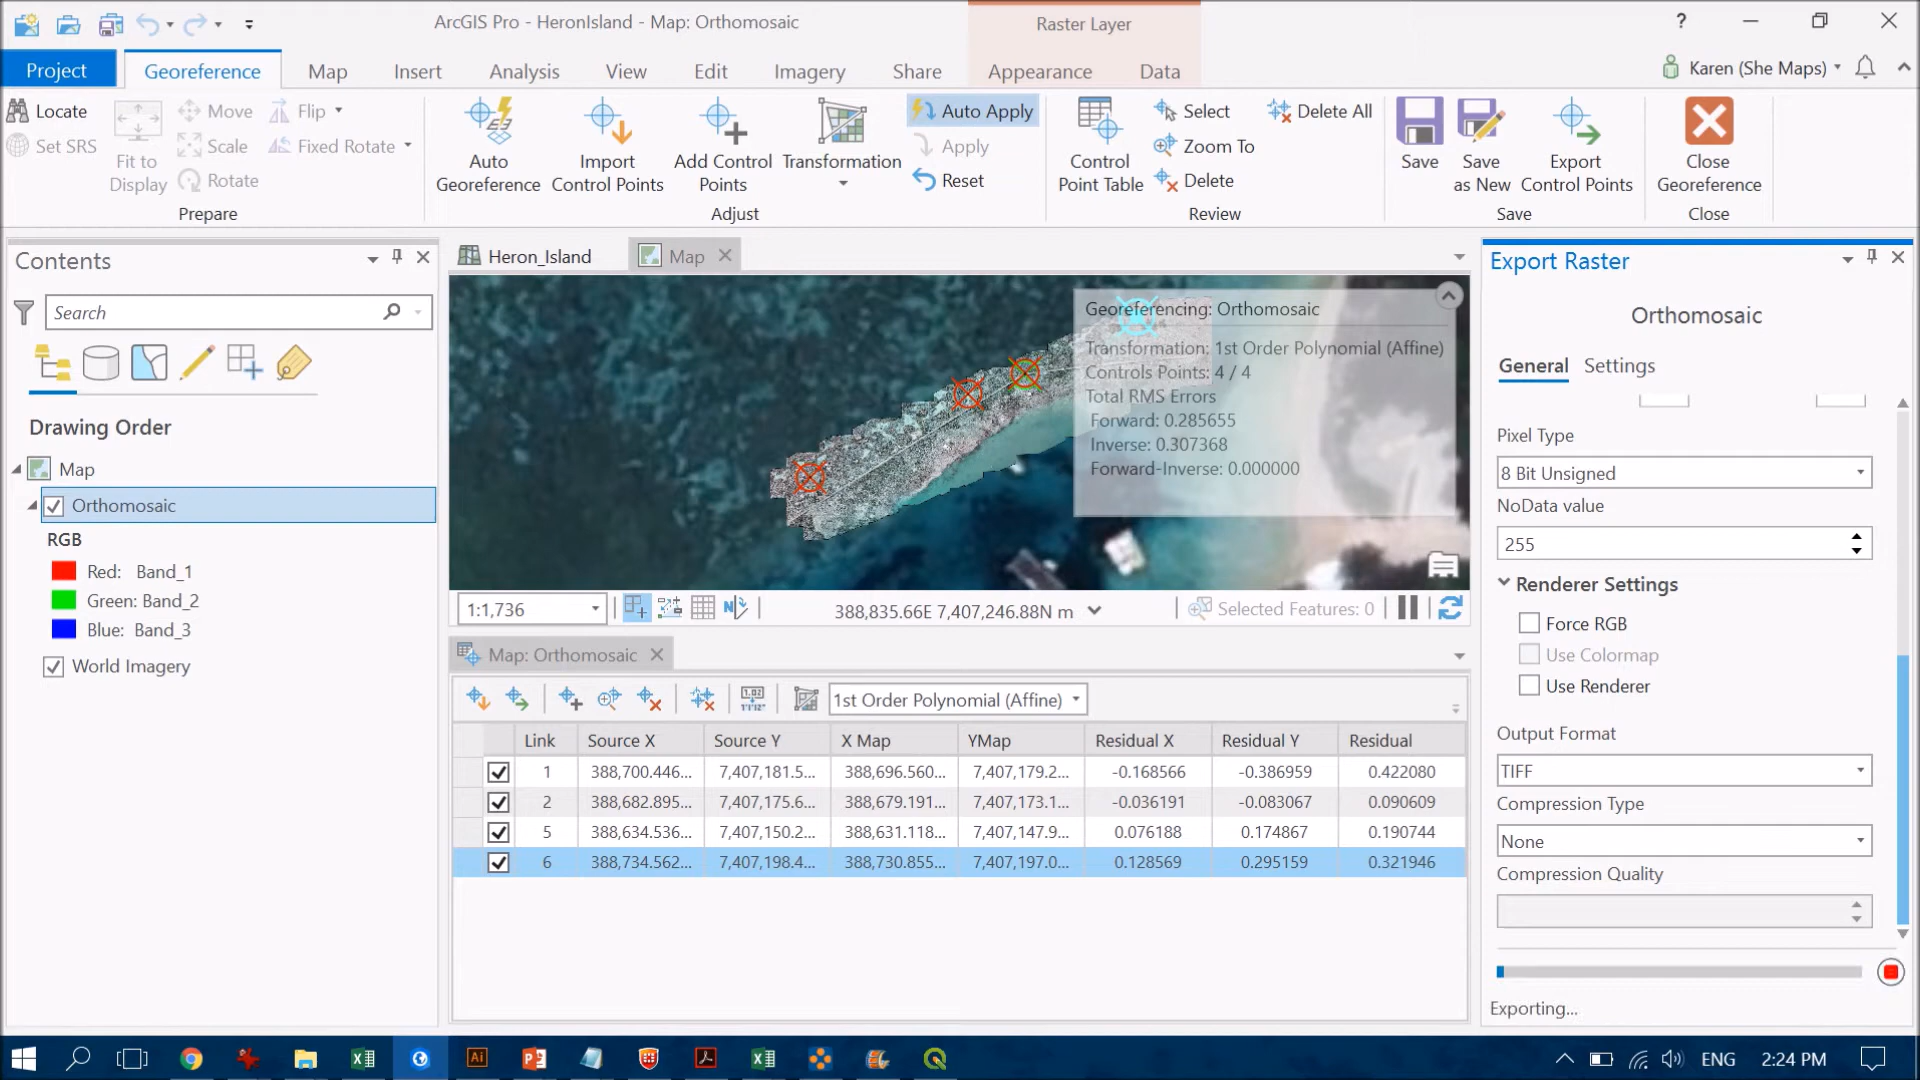 ArcGIS Pro - HeronIsland - Map: Orthomosaic
Raster Layer
?
Project
Georeference
Map
Insert
Analysis
View
Edit
Imagery
Share
Appearance
Data
Karen (She Maps)
Locate
Set SRS
Fit to
Display
Move
Scale
Rotate
Flip
Fixed Rotate
Prepare
Auto
Georeference
Import
Control Points
Add Control
Points
Transformation
Auto Apply
Apply
Reset
Adjust
Control
Point Table
Select
Zoom To
Delete
Delete All
Review
Save
Save
as New
Export
Control Points
Save
Close
Georeference
Close
Contents
Search
Drawing Order
Map
Orthomosaic
RGB
Red: Band_1
Green: Band_2
Blue: Band_3
World Imagery
Heron_Island
Map
Georeferencing: Orthomosaic
Transformation: 1st Order Polynomial (Affine)
Controls Points: 4 / 4
Total RMS Errors
Forward: 0.285655
Inverse: 0.307368
Forward-Inverse: 0.000000
1:1,736
388,835.66E 7,407,246.88N m
Selected Features: 0
Map: Orthomosaic
1st Order Polynomial (Affine)
Link Source X Source Y X Map YMap Residual X Residual Y Residual
1 388,700.446... 7,407,181.5... 388,696.560... 7,407,179.2... -0.168566 -0.386959 0.422080
2 388,682.895... 7,407,175.6... 388,679.191... 7,407,173.1... -0.036191 -0.083067 0.090609
5 388,634.536... 7,407,150.2... 388,631.118... 7,407,147.9... 0.076188 0.174867 0.190744
6 388,734.562... 7,407,198.4... 388,730.855... 7,407,197.0... 0.128569 0.295159 0.321946
Export Raster
Orthomosaic
General Settings
Pixel Type
8 Bit Unsigned
NoData value
255
Renderer Settings
Force RGB
Use Colormap
Use Renderer
Output Format
TIFF
Compression Type
None
Compression Quality
Exporting...
Ai
ENG
2:24 PM